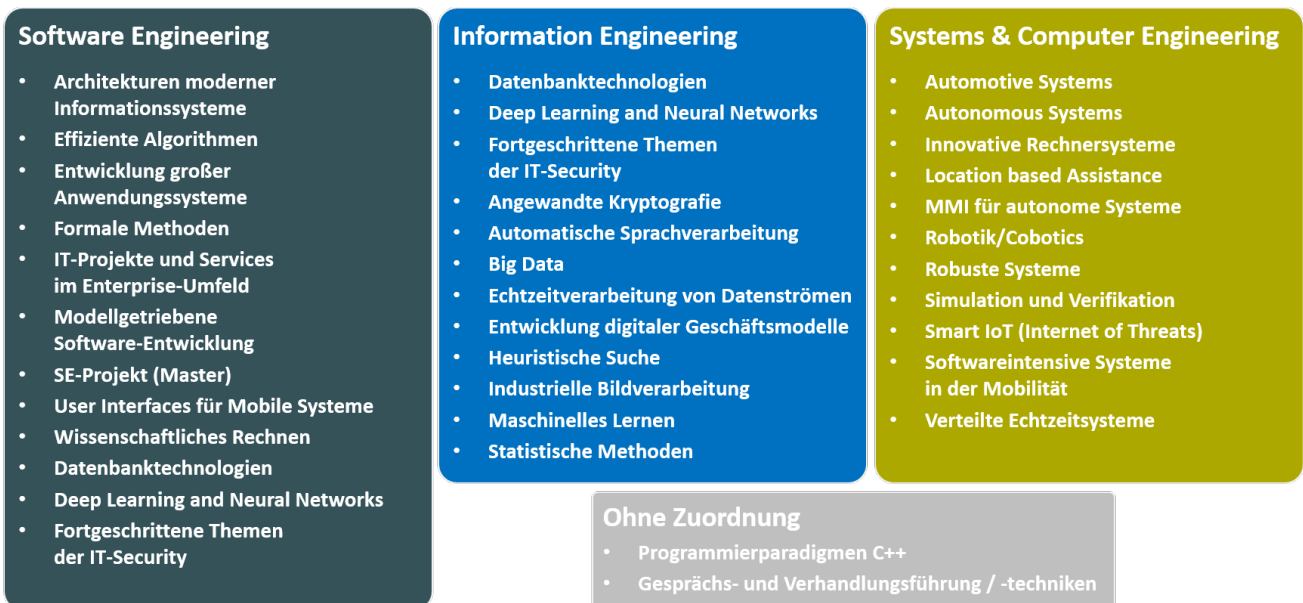 Software Engineering
• Architekturen moderner
Informationssysteme
• Effiziente Algorithmen
• Entwicklung großer
Anwendungssysteme
• Formale Methoden
• IT-Projekte und Services
im Enterprise-Umfeld
• Modellgetriebene
Software-Entwicklung
• SE-Projekt (Master)
• User Interfaces für Mobile Systeme
• Wissenschaftliches Rechnen
• Datenbanktechnologien
• Deep Learning and Neural Networks
• Fortgeschrittene Themen
der IT-Security
Information Engineering
• Datenbanktechnologien
• Deep Learning and Neural Networks
• Fortgeschrittene Themen
der IT-Security
• Angewandte Kryptografie
• Automatische Sprachverarbeitung
• Big Data
• Echtzeitverarbeitung von Datenströmen
• Entwicklung digitaler Geschäftsmodelle
• Heuristische Suche
• Industrielle Bildverarbeitung
• Maschinelles Lernen
• Statistische Methoden
Systems & Computer Engineering
• Automotive Systems
• Autonomous Systems
• Innovative Rechnersysteme
• Location based Assistance
• MMI für autonome Systeme
• Robotik/Cobotics
• Robuste Systeme
• Simulation und Verifikation
• Smart IoT (Internet of Threats)
• Softwareintensive Systeme
in der Mobilität
• Verteilte Echtzeitsysteme
Ohne Zuordnung
• Programmierparadigmen C++
• Gesprächs- und Verhandlungsführung / -techniken